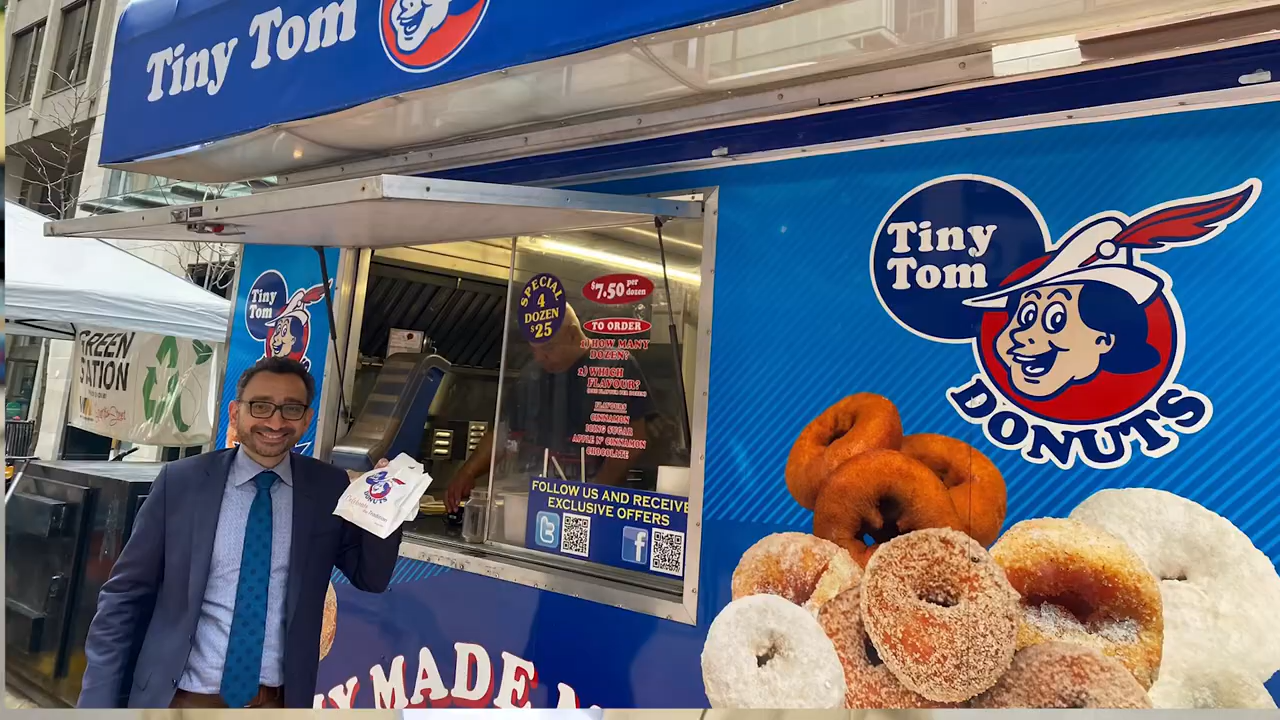 Tiny Tom
Tiny
Tom
DONUTS
Tiny
Tom
SPECIAL
4
DOZEN
$25
$7.50 per
dozen
TO ORDER
1) HOW MANY
DOZEN?
2) WHICH
FLAVOUR?
FLAVOURS
CINNAMON
ICING SUGAR
APPLE N' CINNAMON
CHOCOLATE
FOLLOW US AND RECEIVE
EXCLUSIVE OFFERS
GREEN
STATION
DONUTS
MADE